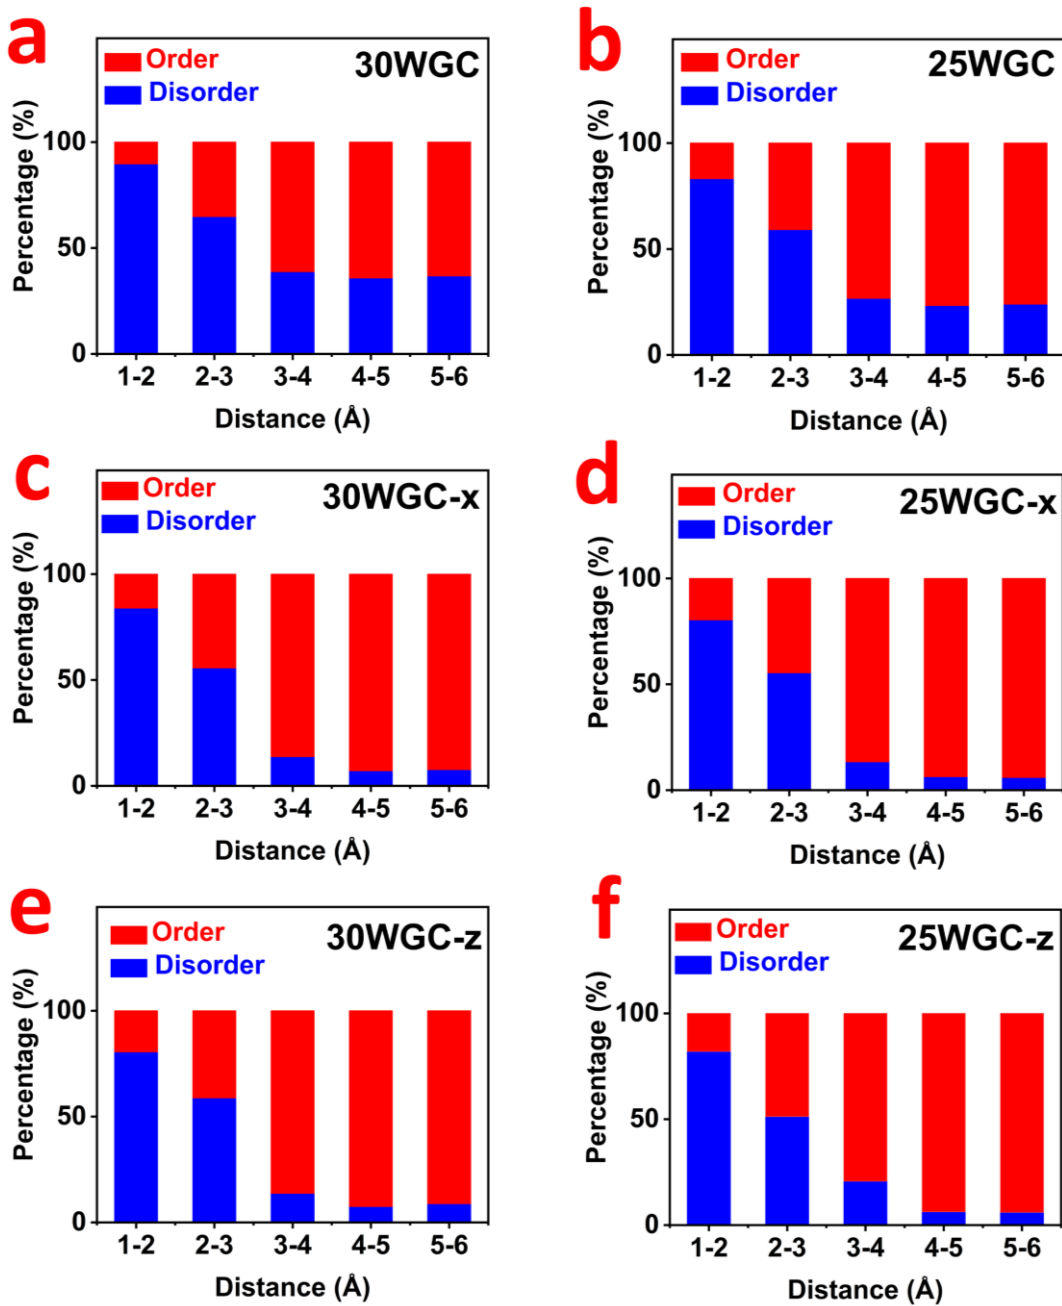 a
Order
Disorder
30WGC
Percentage (%)
100
50
0
1-2 2-3 3-4 4-5 5-6
Distance (Å)
b
Order
Disorder
25WGC
Percentage (%)
100
50
0
1-2 2-3 3-4 4-5 5-6
Distance (Å)
c
Order
Disorder
30WGC-x
Percentage (%)
100
50
0
1-2 2-3 3-4 4-5 5-6
Distance (Å)
d
Order
Disorder
25WGC-x
Percentage (%)
100
50
0
1-2 2-3 3-4 4-5 5-6
Distance (Å)
e
Order
Disorder
30WGC-z
Percentage (%)
100
50
0
1-2 2-3 3-4 4-5 5-6
Distance (Å)
f
Order
Disorder
25WGC-z
Percentage (%)
100
50
0
1-2 2-3 3-4 4-5 5-6
Distance (Å)